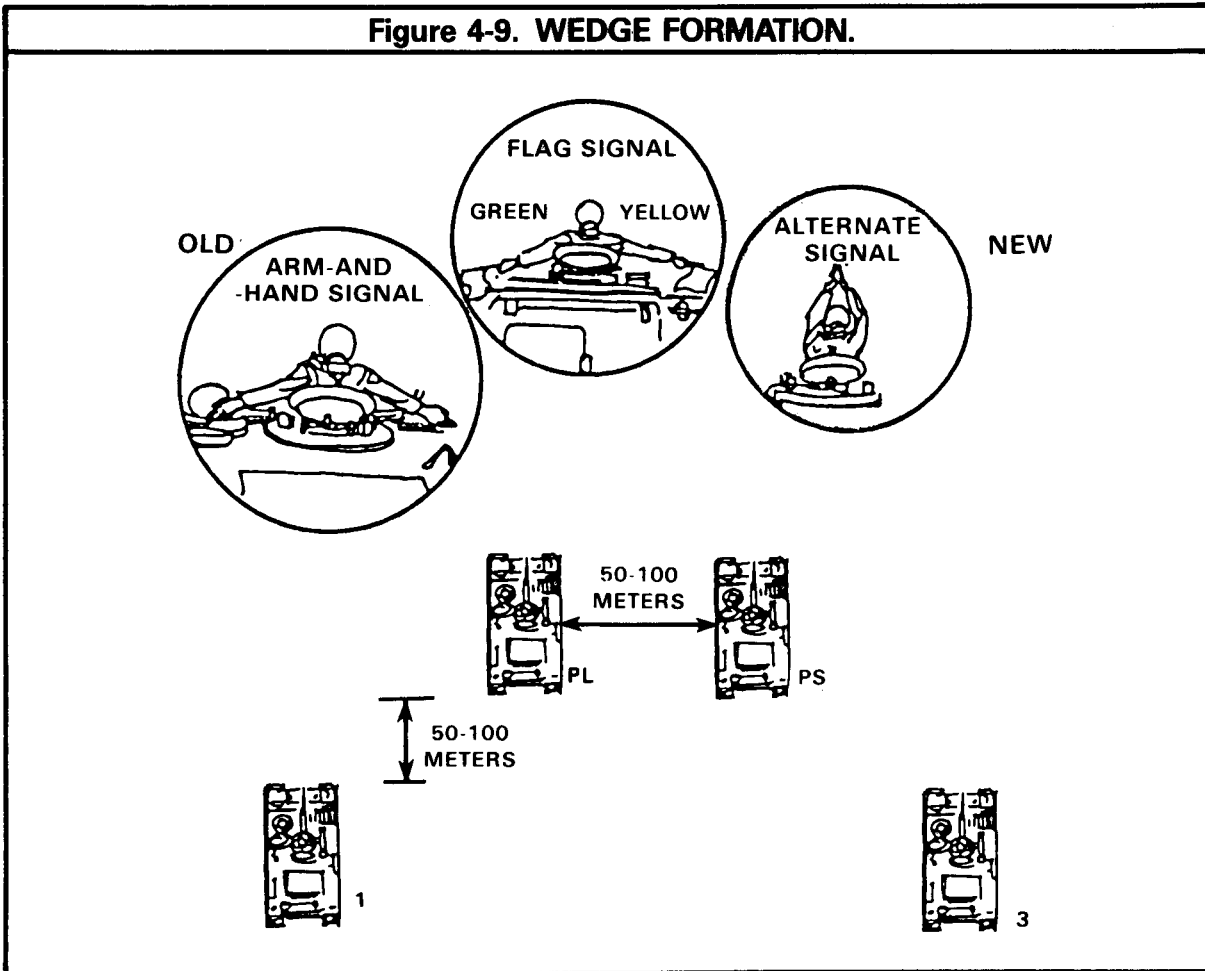 Figure 4-9. WEDGE FORMATION.
FLAG SIGNAL
GREEN
YELLOW
OLD
ARM-AND
-HAND SIGNAL
ALTERNATE
SIGNAL
NEW
50-100
METERS
PL
PS
50-100
METERS
1
3